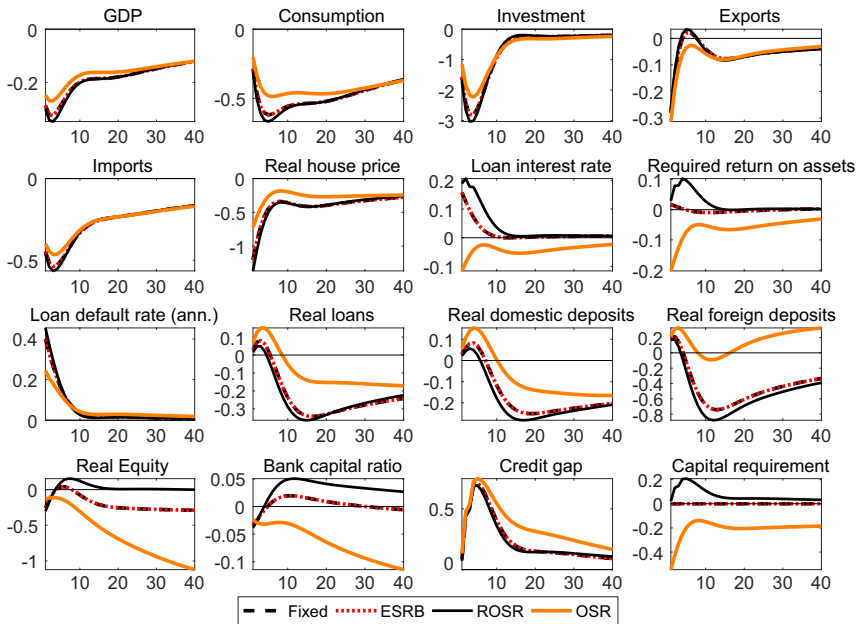 GDP Consumption Investment Exports
0 0 0 0
-0.2 -0.5 -1 -0.1
-2 -0.2
-3 -0.3
10 20 30 40 10 20 30 40 10 20 30 40 10 20 30 40
Imports Real house price Loan interest rate Required return on assets
0 0 0.2 0.1
-0.5 -0.5 0.1 0
-1 0 -0.1
-0.1 -0.2
10 20 30 40 10 20 30 40 10 20 30 40 10 20 30 40
Loan default rate (ann.) Real loans Real domestic deposits Real foreign deposits
0.4 0.1 0.1 0.2
0.2 0 0 0
0 -0.1 -0.1 -0.2
-0.2 -0.4
-0.3 -0.2 -0.6
-0.3 -0.8
10 20 30 40 10 20 30 40 10 20 30 40 10 20 30 40
Real Equity Bank capital ratio Credit gap Capital requirement
0 0.05 0.5 0.2
-0.5 0 0 0
-1 -0.05 -0.2
-0.1 -0.4
10 20 30 40 10 20 30 40 10 20 30 40 10 20 30 40
Fixed ESRB ROSR OSR